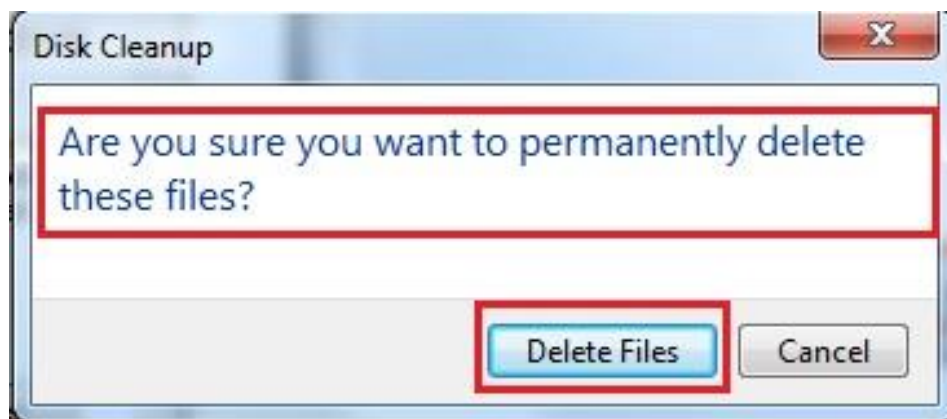 Disk Cleanup
X
Are you sure you want to permanently delete
these files?
Delete Files
Cancel